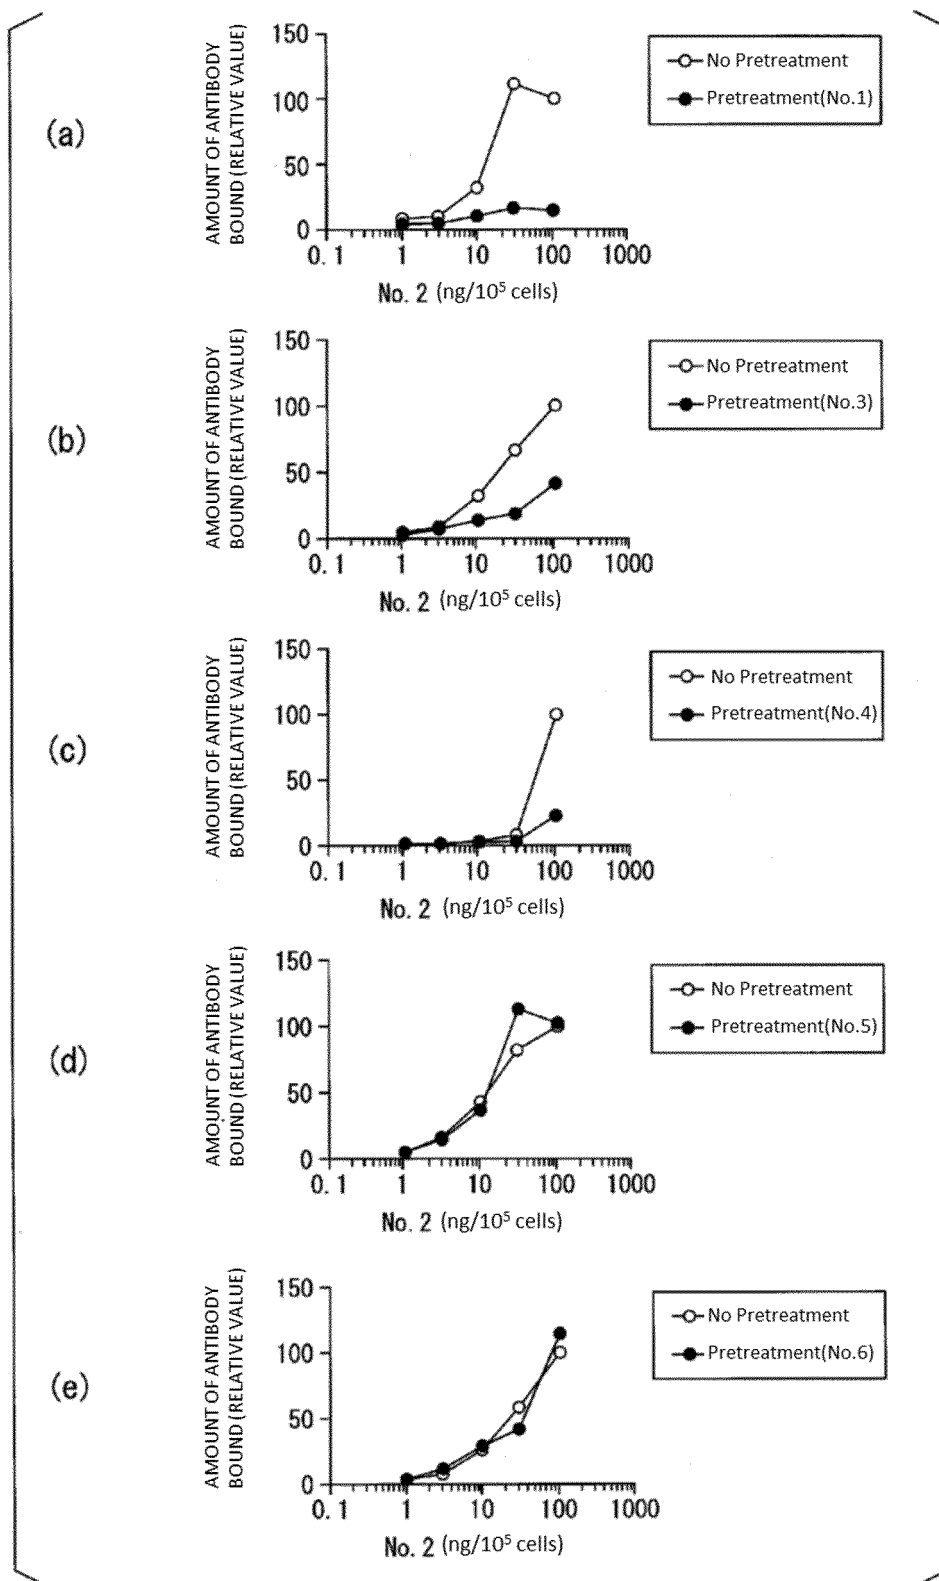 (a)
AMOUNT OF ANTIBODY
BOUND (RELATIVE VALUE)
150
100
50
0
0.1 1 10 100 1000
No. 2 (ng/10⁵ cells)
No Pretreatment
Pretreatment(No.1)
(b)
AMOUNT OF ANTIBODY
BOUND (RELATIVE VALUE)
150
100
50
0
0.1 1 10 100 1000
No. 2 (ng/10⁵ cells)
No Pretreatment
Pretreatment(No.3)
(c)
AMOUNT OF ANTIBODY
BOUND (RELATIVE VALUE)
150
100
50
0
0.1 1 10 100 1000
No. 2 (ng/10⁵ cells)
No Pretreatment
Pretreatment(No.4)
(d)
AMOUNT OF ANTIBODY
BOUND (RELATIVE VALUE)
150
100
50
0
0.1 1 10 100 1000
No. 2 (ng/10⁵ cells)
No Pretreatment
Pretreatment(No.5)
(e)
AMOUNT OF ANTIBODY
BOUND (RELATIVE VALUE)
150
100
50
0
0.1 1 10 100 1000
No. 2 (ng/10⁵ cells)
No Pretreatment
Pretreatment(No.6)